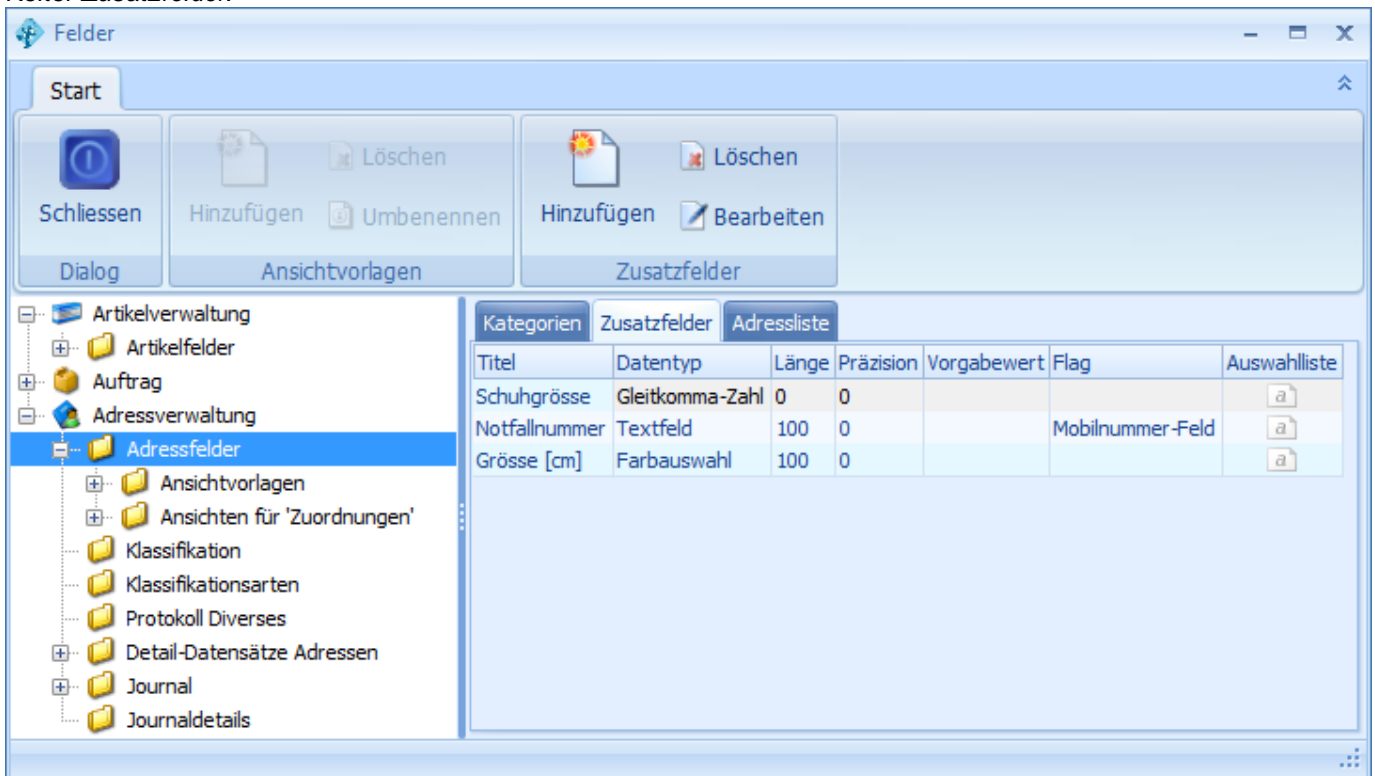 Felder
Start
Schliessen
Hinzufügen
Löschen
Umbenennen
Hinzufügen
Löschen
Bearbeiten
Dialog
Ansichtvorlagen
Zusatzfelder
Artikelverwaltung
Artikelfelder
Auftrag
Adressverwaltung
Adressfelder
Ansichtvorlagen
Ansichten für 'Zuordnungen'
Klassifikation
Klassifikationsarten
Protokoll Diverses
Detail-Datensätze Adressen
Journal
Journaldetails
Kategorien Zusatzfelder Adressliste
Titel Datentyp Länge Präzision Vorgabewert Flag Auswahlliste
Schuhgrösse Gleitkomma-Zahl 0 0 a
Notfallnummer Textfeld 100 0 Mobilnummer-Feld a
Grösse [cm] Farbauswahl 100 0 a